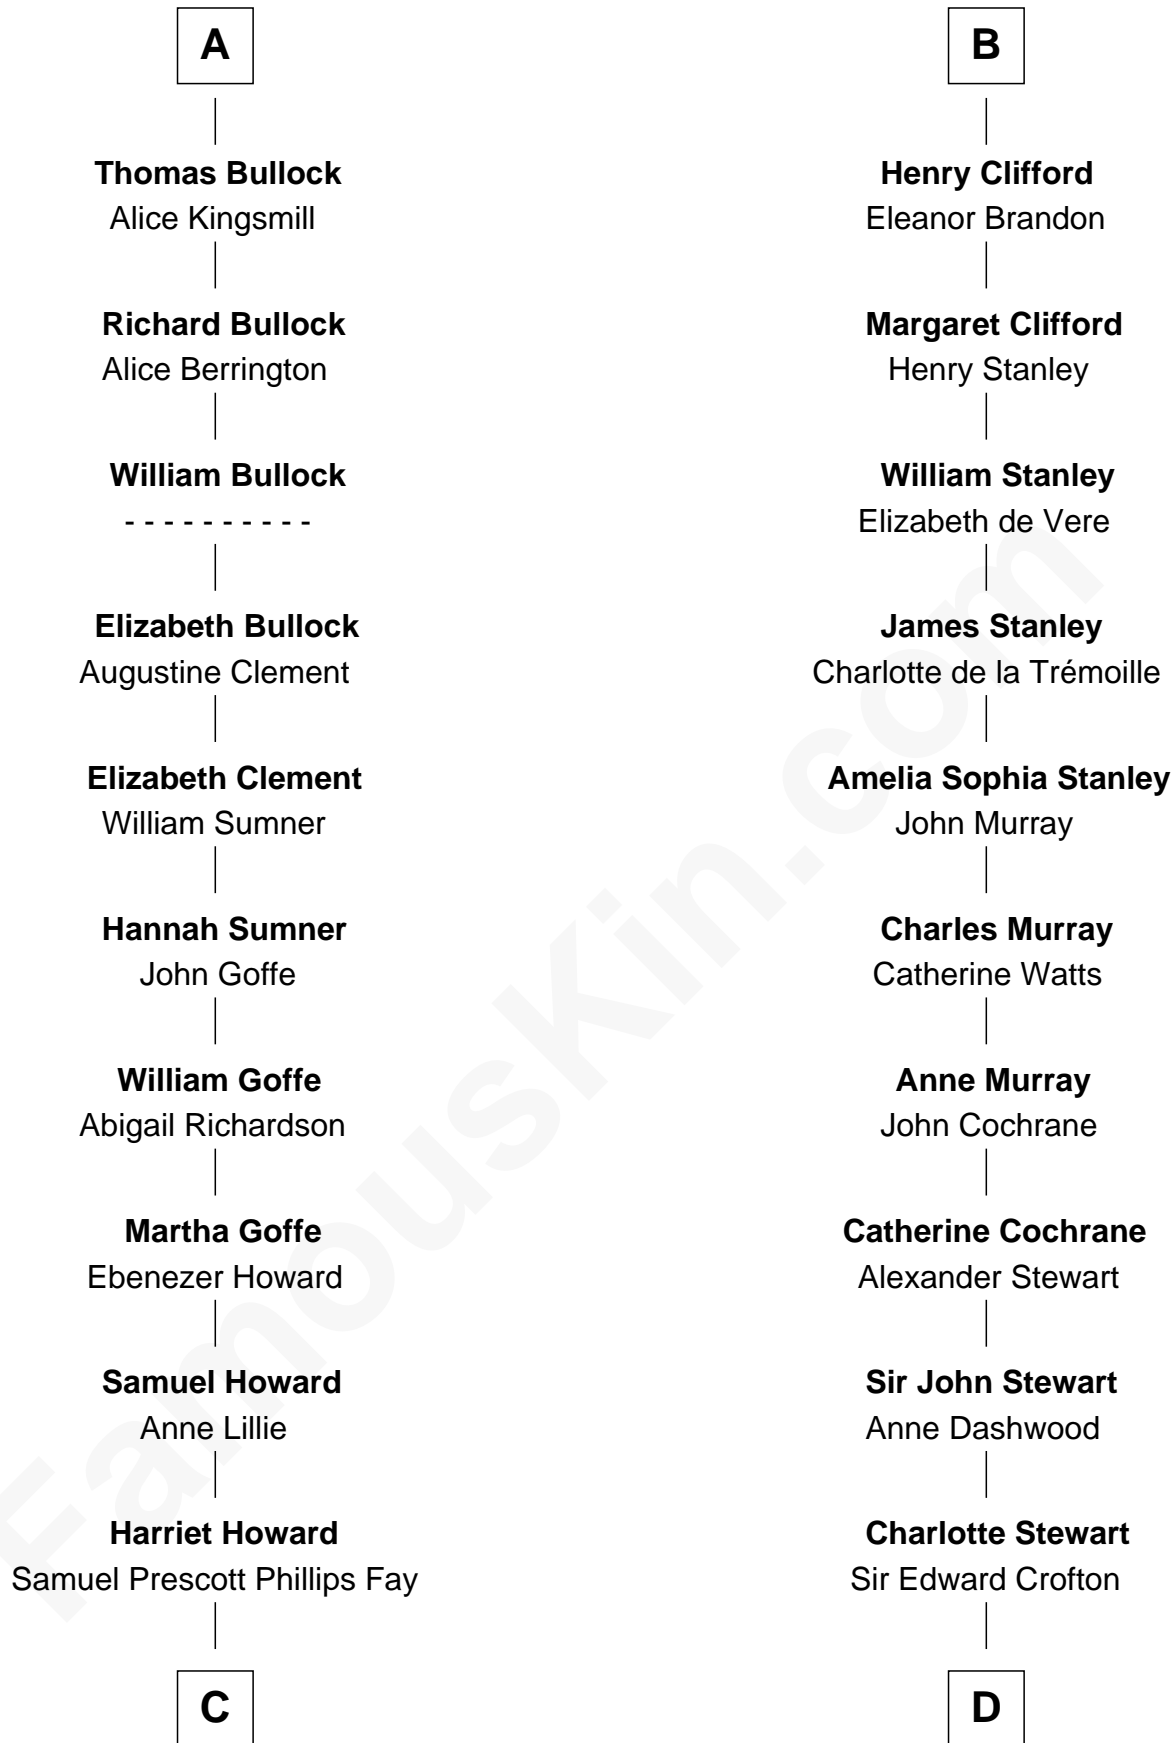 A
Thomas Bullock
Alice Kingsmill
Richard Bullock
Alice Berrington
William Bullock
- - - - - - - - - -
Elizabeth Bullock
Augustine Clement
Elizabeth Clement
William Sumner
Hannah Sumner
John Goffe
William Goffe
Abigail Richardson
Martha Goffe
Ebenezer Howard
Samuel Howard
Anne Lillie
Harriet Howard
Samuel Prescott Phillips Fay
C
B
Henry Clifford
Eleanor Brandon
Margaret Clifford
Henry Stanley
William Stanley
Elizabeth de Vere
James Stanley
Charlotte de la Trémoille
Amelia Sophia Stanley
John Murray
Charles Murray
Catherine Watts
Anne Murray
John Cochrane
Catherine Cochrane
Alexander Stewart
Sir John Stewart
Anne Dashwood
Charlotte Stewart
Sir Edward Crofton
D
FamousKin.com